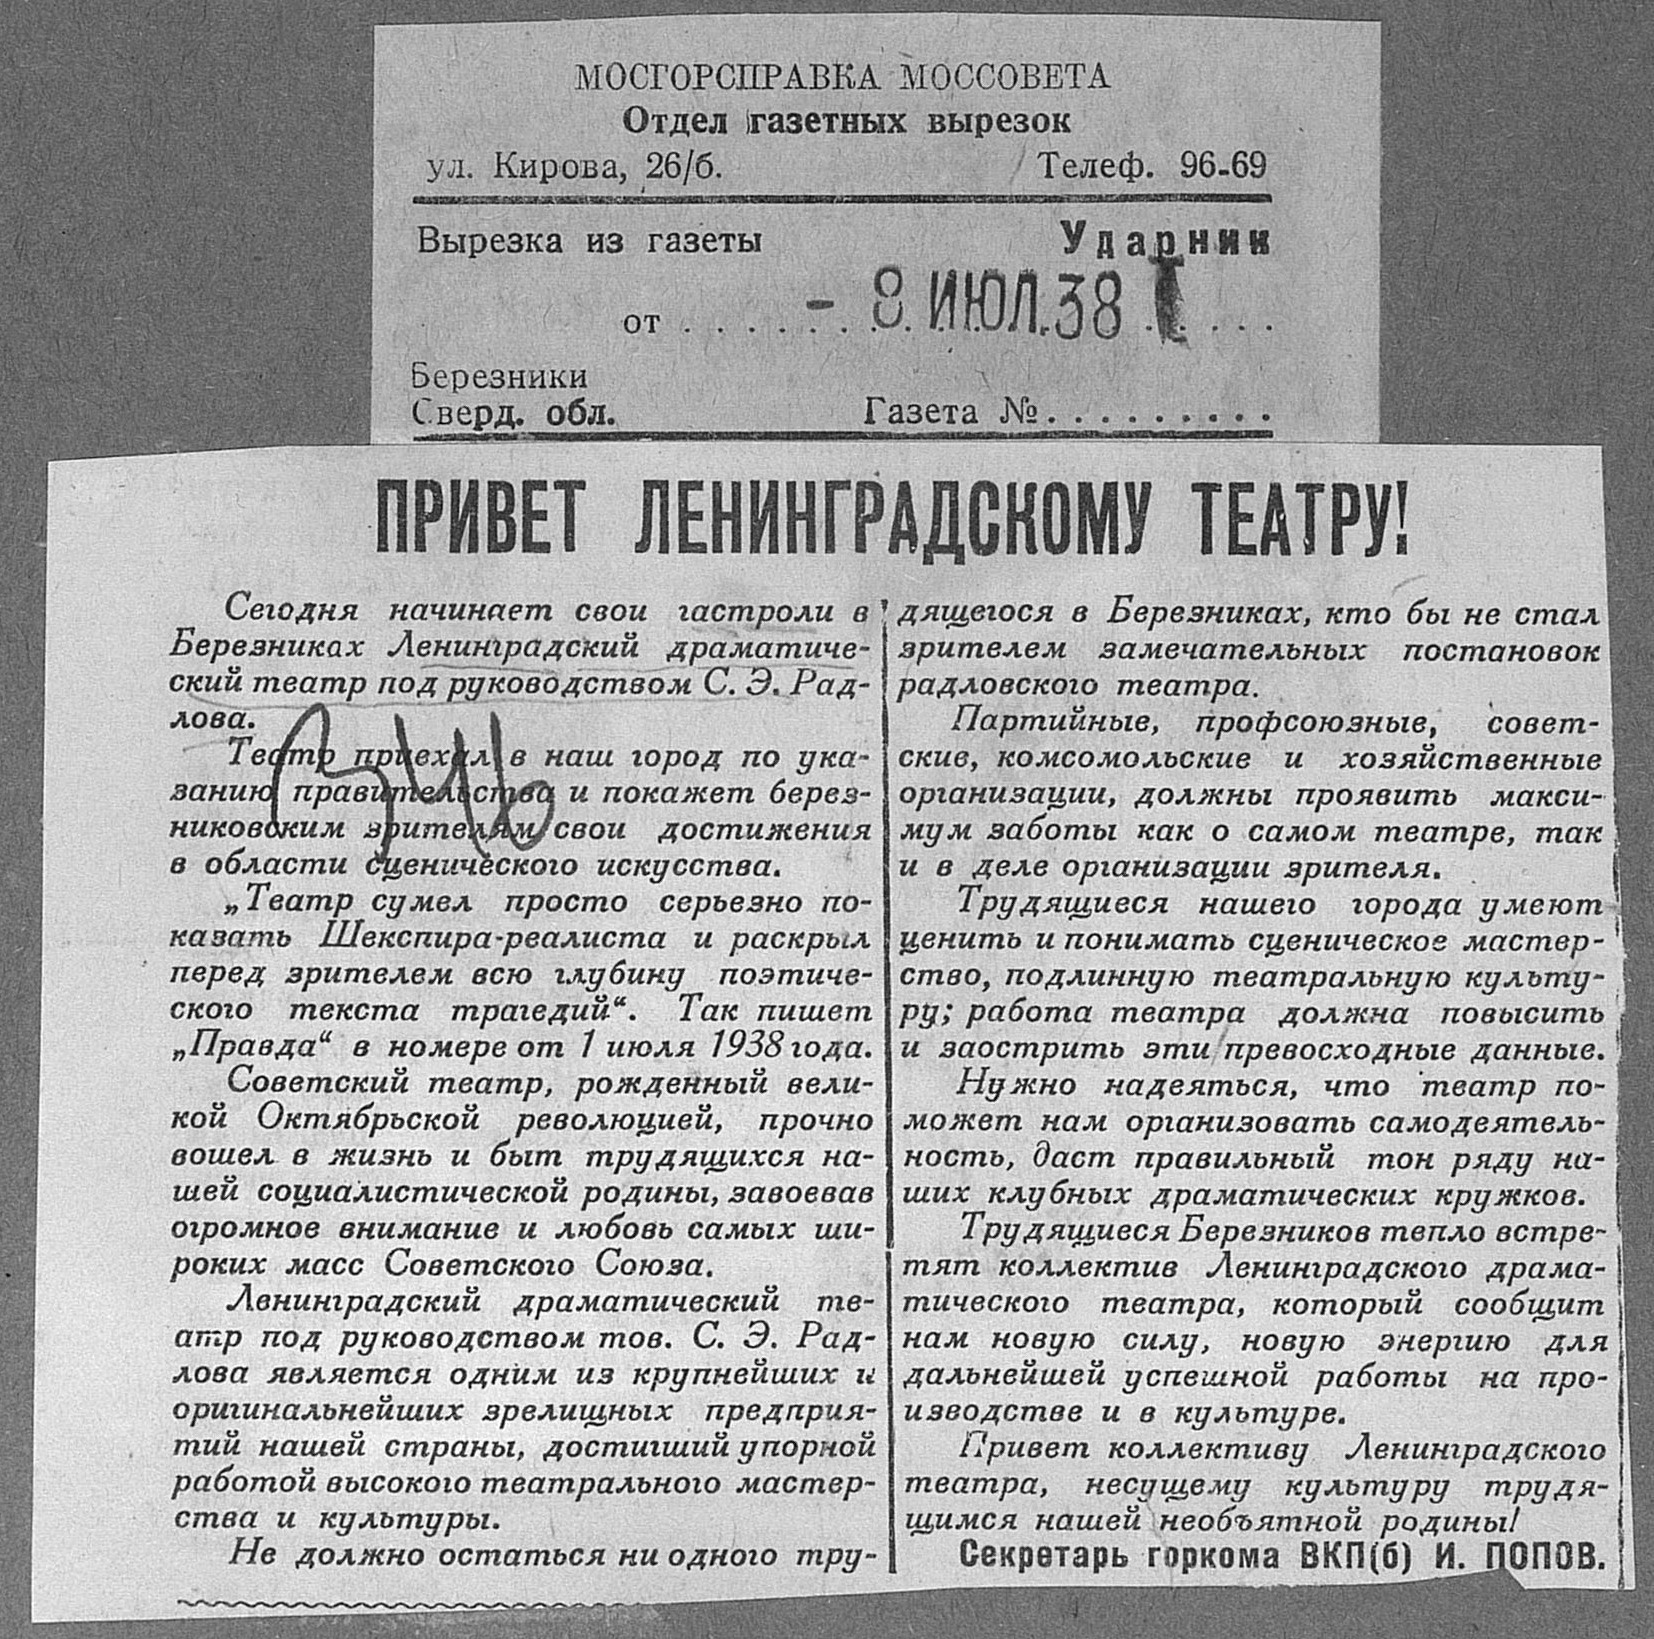 МОСГОРСПРАВКА МОССОВЕТА
Отдел газетных вырезок
ул. Кирова, 26/б. Телеф. 96-69
Вырезка из газеты Ударник
от . . . . - 8 ИЮЛ. 38 . . . .
Березники
Сверд. обл. Газета № . . . . . . . . .
ПРИВЕТ ЛЕНИНГРАДСКОМУ ТЕАТРУ!
Сегодня начинает свои гастроли в
Березниках Ленинградский драматиче-
ский театр под руководством С. Э. Рад-
лова.
Театр приехал в наш город по ука-
занию правительства и покажет берез-
никовским зрителям свои достижения
в области сценического искусства.
„Театр сумел просто серьезно по-
казать Шекспира-реалиста и раскрыл
перед зрителем всю глубину поэтиче-
ского текста трагедий“. Так пишет
„Правда“ в номере от 1 июля 1938 года.
Советский театр, рожденный вели-
кой Октябрьской революцией, прочно
вошел в жизнь и быт трудящихся на-
шей социалистической родины, завоевав
огромное внимание и любовь самых ши-
роких масс Советского Союза.
Ленинградский драматический те-
атр под руководством тов. С. Э. Рад-
лова является одним из крупнейших и
оригинальнейших зрелищных предприя-
тий нашей страны, достигший упорной
работой высокого театрального мастер-
ства и культуры.
Не должно остаться ни одного тру-
дящегося в Березниках, кто бы не стал
зрителем замечательных постановок
радловского театра.
Партийные, профсоюзные, совет-
ские, комсомольские и хозяйственные
организации, должны проявить макси-
мум заботы как о самом театре, так
и в деле организации зрителя.
Трудящиеся нашего города умеют
ценить и понимать сценическое мастер-
ство, подлинную театральную культу-
ру; работа театра должна повысить
и заострить эти превосходные данные.
Нужно надеяться, что театр по-
может нам организовать самодеятель-
ность, даст правильный тон ряду на-
ших клубных драматических кружков.
Трудящиеся Березников тепло встре-
тят коллектив Ленинградского драма-
тического театра, который сообщит
нам новую силу, новую энергию для
дальнейшей успешной работы на про-
изводстве и в культуре.
Привет коллективу Ленинградского
театра, несущему культуру трудя-
щимся нашей необъятной родины!
Секретарь горкома ВКП(б) И. ПОПОВ.